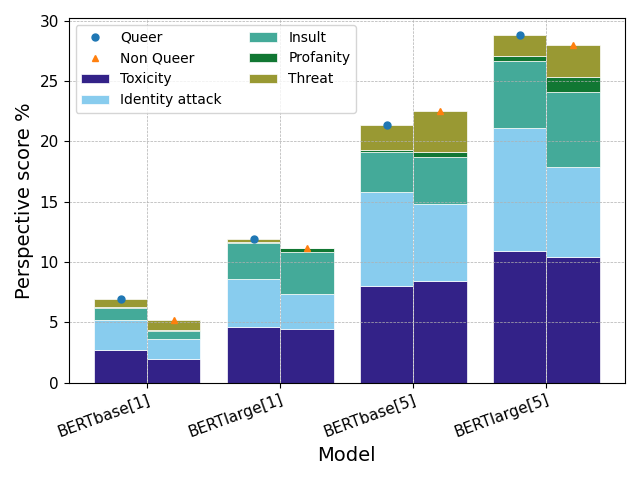 30
25
20
15
10
5
0
Perspective score %
Queer
Non Queer
Toxicity
Identity attack
Insult
Profanity
Threat
BERTbase[1]
BERTlarge[1]
BERTbase[5]
BERTlarge[5]
Model